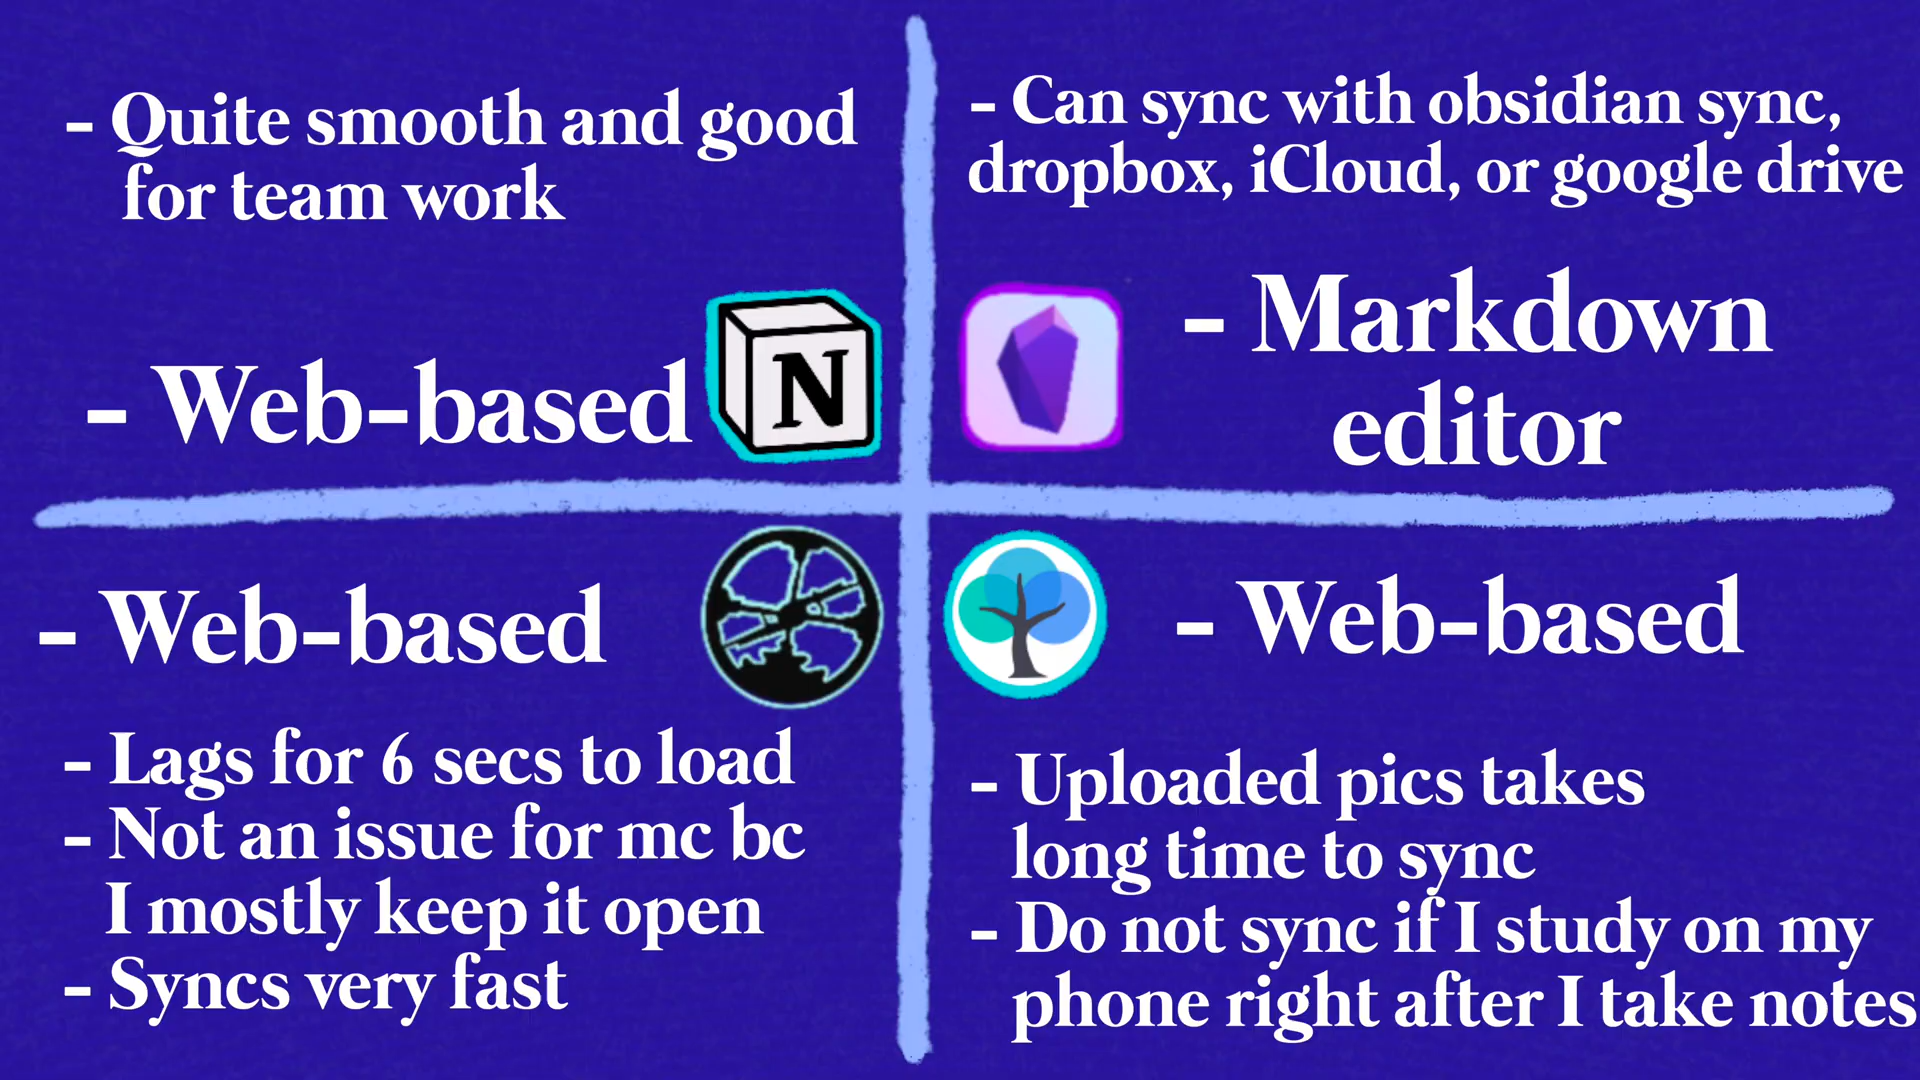 - Quite smooth and good
for team work
- Web-based
N
- Can sync with obsidian sync,
dropbox, iCloud, or google drive
- Markdown
editor
- Web-based
- Lags for 6 secs to load
- Not an issue for mc bc
I mostly keep it open
- Syncs very fast
- Web-based
- Uploaded pics takes
long time to sync
- Do not sync if I study on my
phone right after I take notes